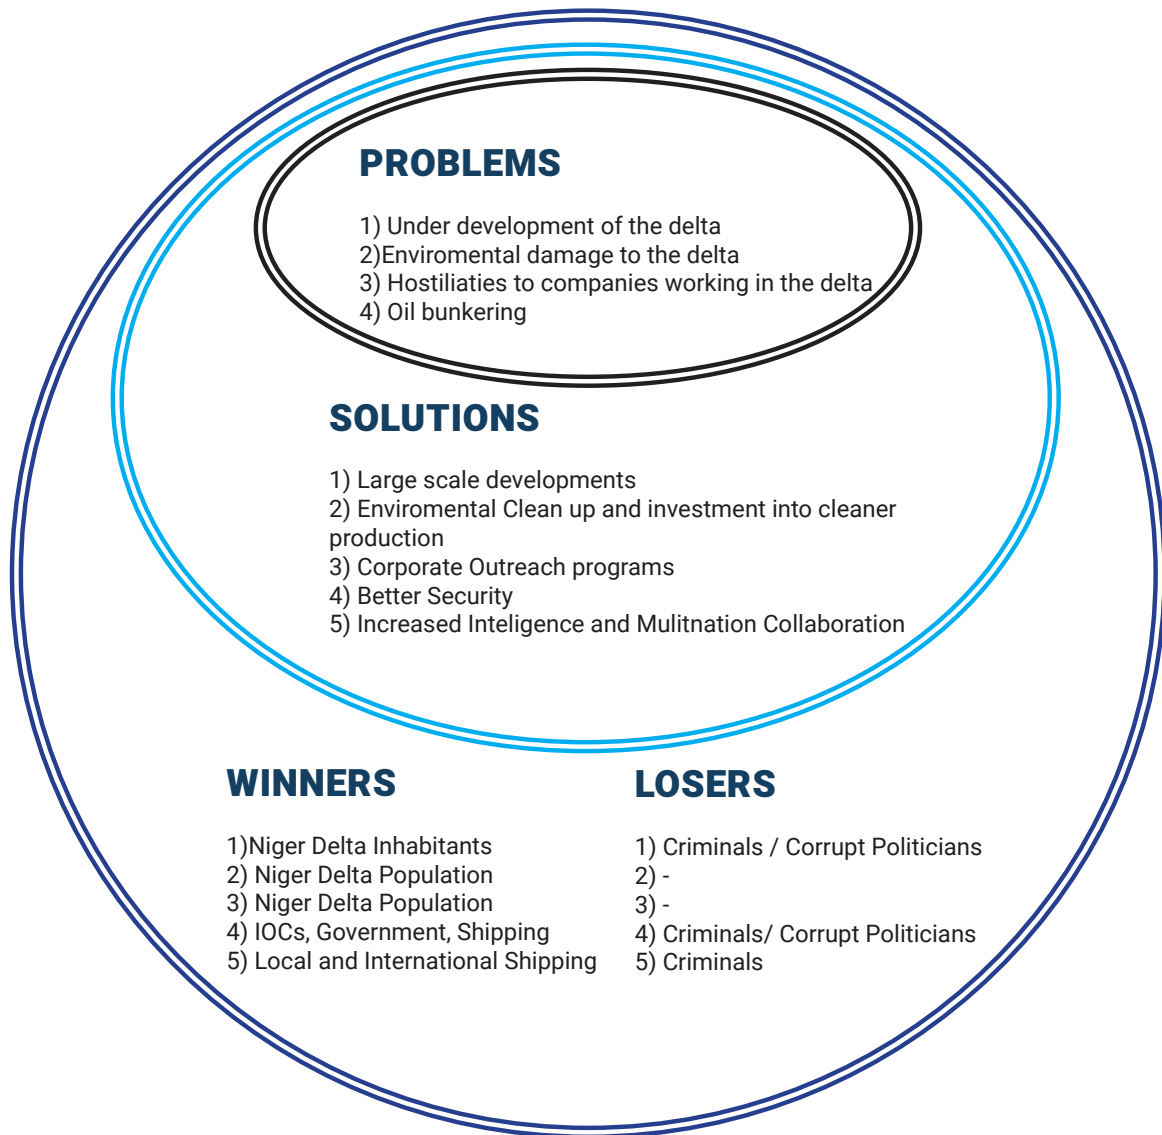 PROBLEMS
1) Under development of the delta
2)Enviromental damage to the delta
3) Hostiliaties to companies working in the delta
4) Oil bunkering
SOLUTIONS
1) Large scale developments
2) Enviromental Clean up and investment into cleaner
production
3) Corporate Outreach programs
4) Better Security
5) Increased Inteligence and Mulitnation Collaboration
WINNERS
1)Niger Delta Inhabitants
2) Niger Delta Population
3) Niger Delta Population
4) IOCs, Government, Shipping
5) Local and International Shipping
LOSERS
1) Criminals / Corrupt Politicians
2) -
3) -
4) Criminals/ Corrupt Politicians
5) Criminals